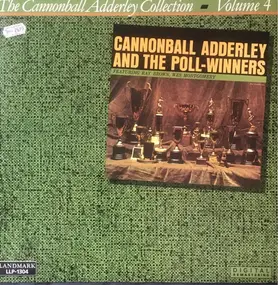 The Cannonball Adderley Collection - Volume 4
CANNONBALL ADDERLEY
AND THE POLL-WINNERS
FEATURING RAY BROWN, WES MONTGOMERY
LANDMARK
LLP-1304
DIGITAL